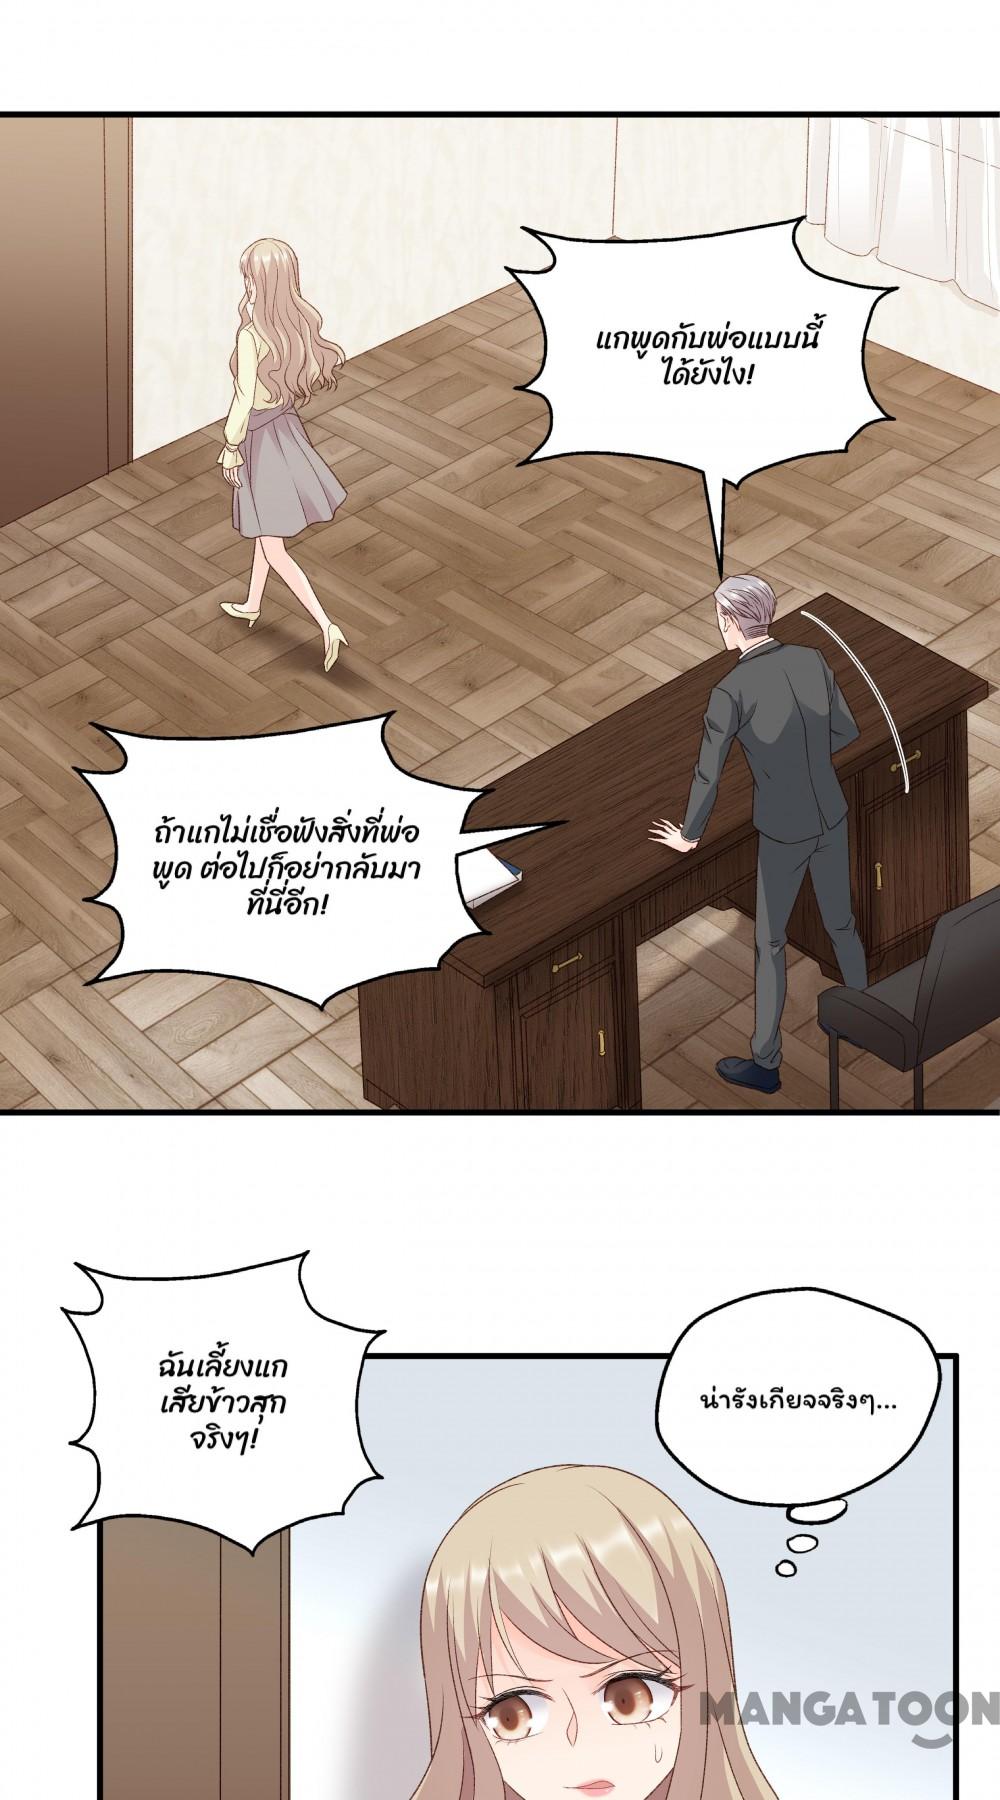 แกพูดกับพ่อแบบนี้
ได้ยังไง!
ถ้าแกไม่เชื่อฟังสิ่งที่พ่อ
พูด ต่อไปก็อย่ากลับมา
ที่นี่อีก!
ฉันเลี้ยงแก
เสียข้าวสุก
จริงๆ!
น่ารังเกียจจริงๆ...
MANGATOON